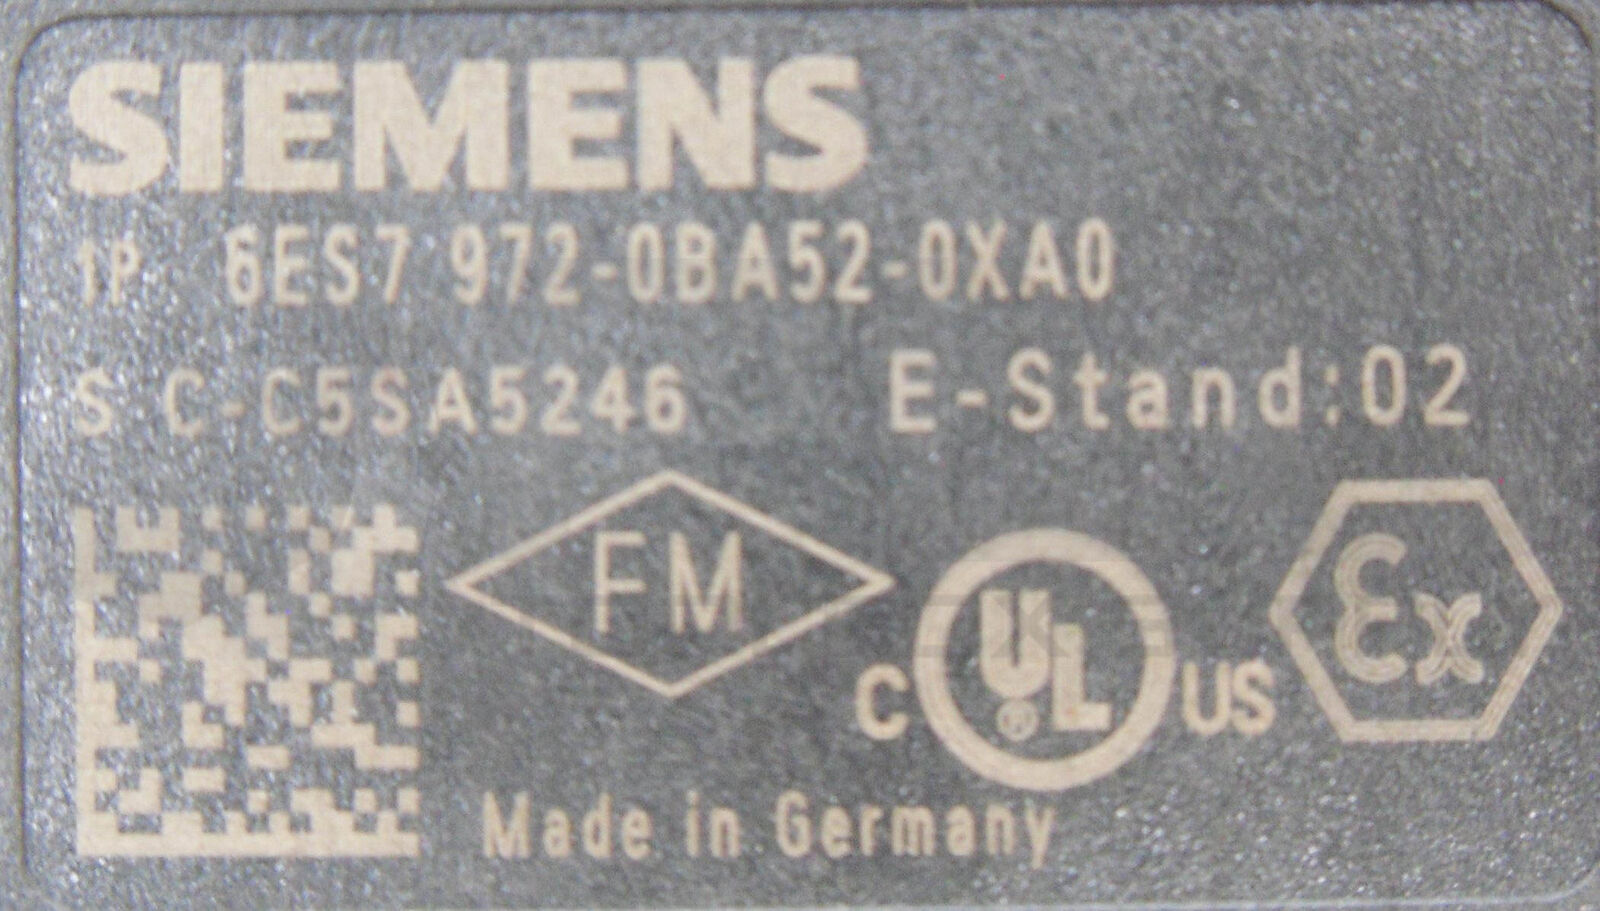 SIEMENS
1P 6ES7 972-0BA52-0XA0
S C-C5SA5246 E-Stand:02
FM
C UL ® US
Ex
Made in Germany